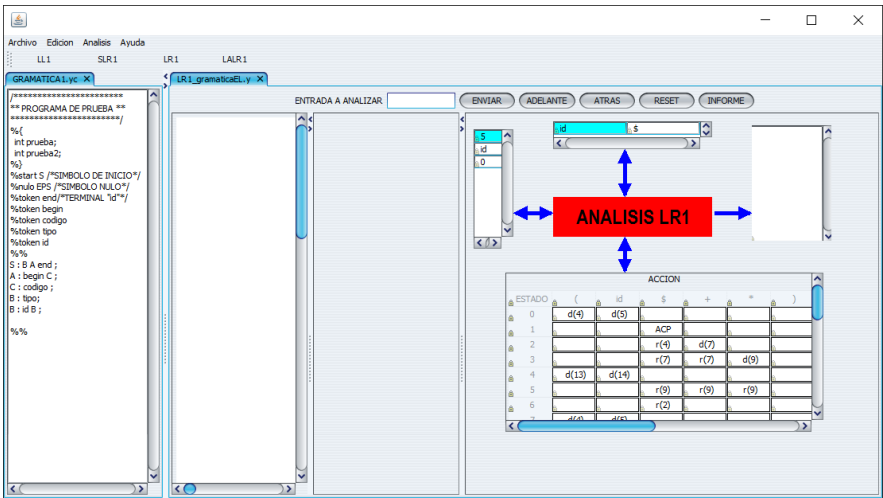 Archivo Edicion Analisis Ayuda
LL1 SLR1 LR1 LALR1
GRAMATICA1.yc X
LR1_gramaticaEL.y X
/***********************
** PROGRAMA DE PRUEBA **
***********************/
%{
int prueba;
int prueba2;
%}
%start S /*SIMBOLO DE INICIO*/
%nulo EPS /*SIMBOLO NULO*/
%token end/*TERMINAL "id"*/
%token begin
%token codigo
%token tipo
%token id
%%
S : B A end ;
A : begin C ;
C : codigo ;
B : tipo;
B : id B ;
%%
ENTRADA A ANALIZAR ENVIAR ADELANTE ATRAS RESET INFORME
5
id
0
id $
ANALISIS LR1
ACCION
ESTADO ( id $ + * )
0 d(4) d(5)
1 ACP
2 r(4) d(7)
3 r(7) r(7) d(9)
4 d(13) d(14)
5 r(9) r(9) r(9)
6 r(2)
7 d(4) d(5)